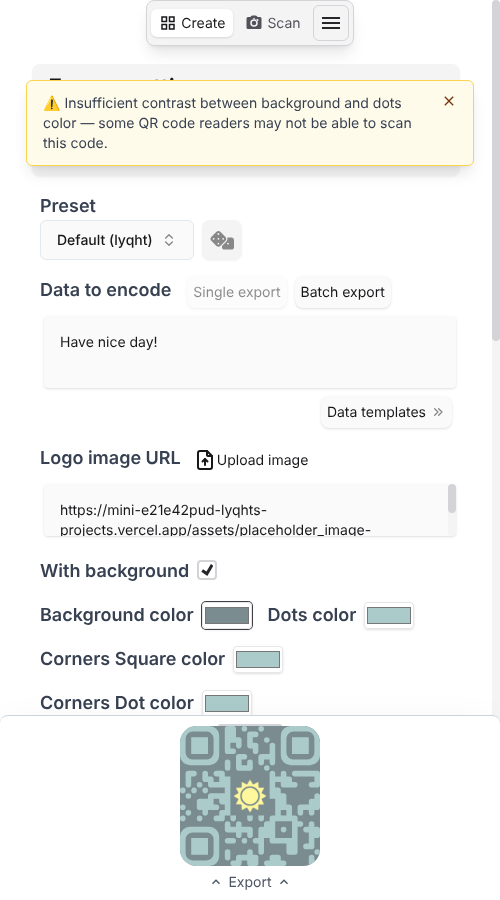 Create
Scan
⚠️ Insufficient contrast between background and dots
color — some QR code readers may not be able to scan
this code.
Preset
Default (lyqht)
Data to encode
Single export
Batch export
Have nice day!
Data templates
Logo image URL
Upload image
https://mini-e21e42pud-lyqhts-
projects.vercel.app/assets/placeholder_image-
With background
Background color
Dots color
Corners Square color
Corners Dot color
Export